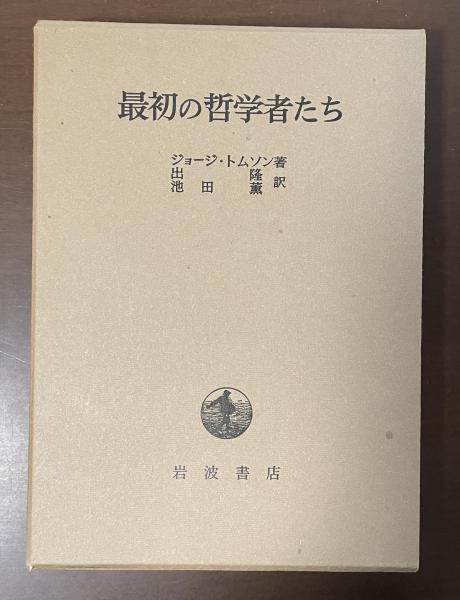 最初の哲学者たち
ジョージ・トムソン著
出隆
池田薫 訳
岩波書店